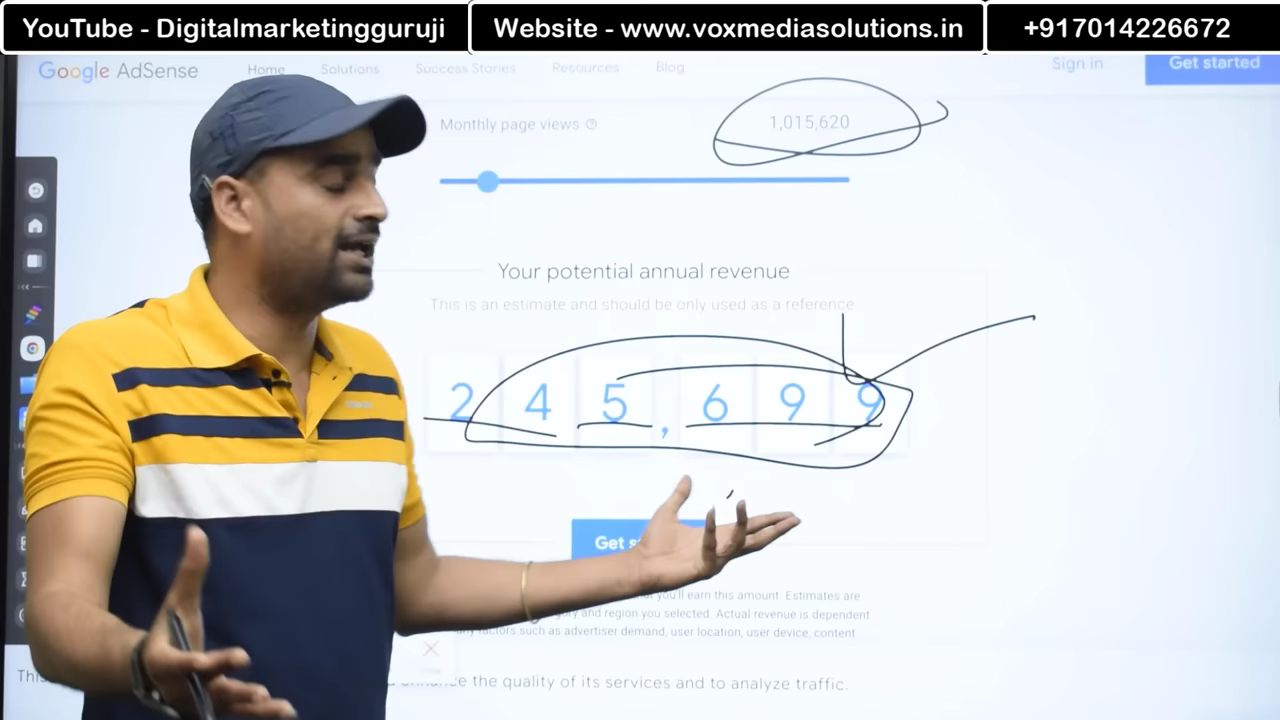 YouTube - Digitalmarketingguruji
Website - www.voxmediasolutions.in
+917014226672
Google AdSense
Home
Solutions
Success Stories
Resources
Blog
Sign in
Get started
Monthly page views
1,015,620
Your potential annual revenue
This is an estimate and should be only used as a reference
245,699
Get
you'll earn this amount. Estimates are
and region you selected. Actual revenue is dependent
factors such as advertiser demand, user location, user device, content
This
the quality of its services and to analyze traffic.